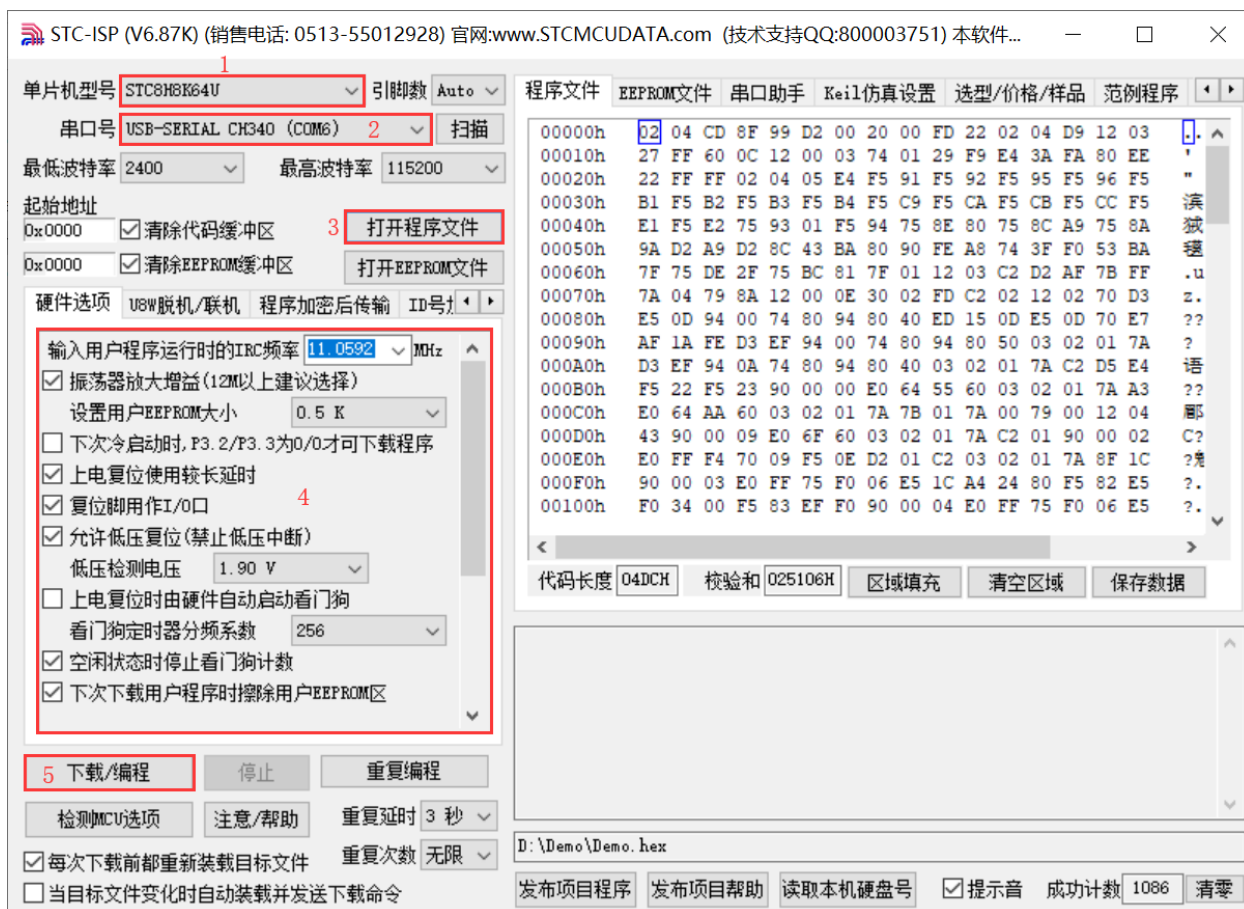 STC-ISP (V6.87K) (销售电话: 0513-55012928) 官网:www.STCMCUDATA.com (技术支持QQ:800003751) 本软件...
1
单片机型号 STC8H8K64U 引脚数 Auto
串口号 USB-SERIAL CH340 (COM6) 2 扫描
最低波特率 2400 最高波特率 115200
起始地址
0x0000 清除代码缓冲区 3 打开程序文件
0x0000 清除EEPROM缓冲区 打开EEPROM文件
硬件选项 U8W脱机/联机 程序加密后传输
输入用户程序运行时的IRC频率 11.0592 MHz
振荡器放大增益(12M以上建议选择)
设置用户EEPROM大小 0.5 K
下次冷启动时,P3.2/P3.3为0/0才可下载程序
上电复位使用较长延时
4
复位脚用作I/O口
允许低压复位(禁止低压中断)
低压检测电压 1.90 V
上电复位时由硬件自动启动看门狗
看门狗定时器分频系数 256
空闲状态时停止看门狗计数
下次下载用户程序时擦除用户EEPROM区
5 下载/编程 停止 重复编程
检测MCU选项 注意/帮助 重复延时 3 秒
每次下载前都重新装载目标文件 重复次数 无限
当目标文件变化时自动装载并发送下载命令
程序文件 EEPROM文件 串口助手 Keil仿真设置 选型/价格/样品 范例程序
00000h 02 04 CD 8F 99 D2 00 20 00 FD 22 02 04 D9 12 03 ..
00010h 27 FF 60 0C 12 00 03 74 01 29 F9 E4 3A FA 80 EE '
00020h 22 FF FF 02 04 05 E4 F5 91 F5 92 F5 95 F5 96 F5 "
00030h B1 F5 B2 F5 B3 F5 B4 F5 C9 F5 CA F5 CB F5 CC F5 滨
00040h E1 F5 E2 75 93 01 F5 94 75 8E 80 75 8C A9 75 8A
00050h 9A D2 A9 D2 8C 43 BA 80 90 FE A8 74 3F F0 53 BA
00060h 7F 75 DE 2F 75 BC 81 7F 01 12 03 C2 D2 AF 7B FF .u
00070h 7A 04 79 8A 12 00 0E 30 02 FD C2 02 12 02 70 D3 z.
00080h E5 0D 94 00 74 80 94 80 40 ED 15 0D E5 0D 70 E7 ??
00090h AF 1A FE D3 EF 94 00 74 80 94 80 50 03 02 01 7A ?
000A0h D3 EF 94 0A 74 80 94 80 40 03 02 01 7A C2 D5 E4 语
000B0h F5 22 F5 23 90 00 00 E0 64 55 60 03 02 01 7A A3 ??
000C0h E0 64 AA 60 03 02 01 7A 7B 01 7A 00 79 00 12 04 郿
000D0h 43 90 00 09 E0 6F 60 03 02 01 7A C2 01 90 00 02 C?
000E0h E0 FF F4 70 09 F5 0E D2 01 C2 03 02 01 7A 8F 1C
000F0h 90 00 03 E0 FF 75 F0 06 E5 1C A4 24 80 F5 82 E5 ?.
00100h F0 34 00 F5 83 EF F0 90 00 04 E0 FF 75 F0 06 E5 ?.
代码长度 04DCH 校验和 025106H 区域填充 清空区域 保存数据
D:\Demo\Demo.hex
发布项目程序 发布项目帮助 读取本机硬盘号 提示音 成功计数 1086 清零